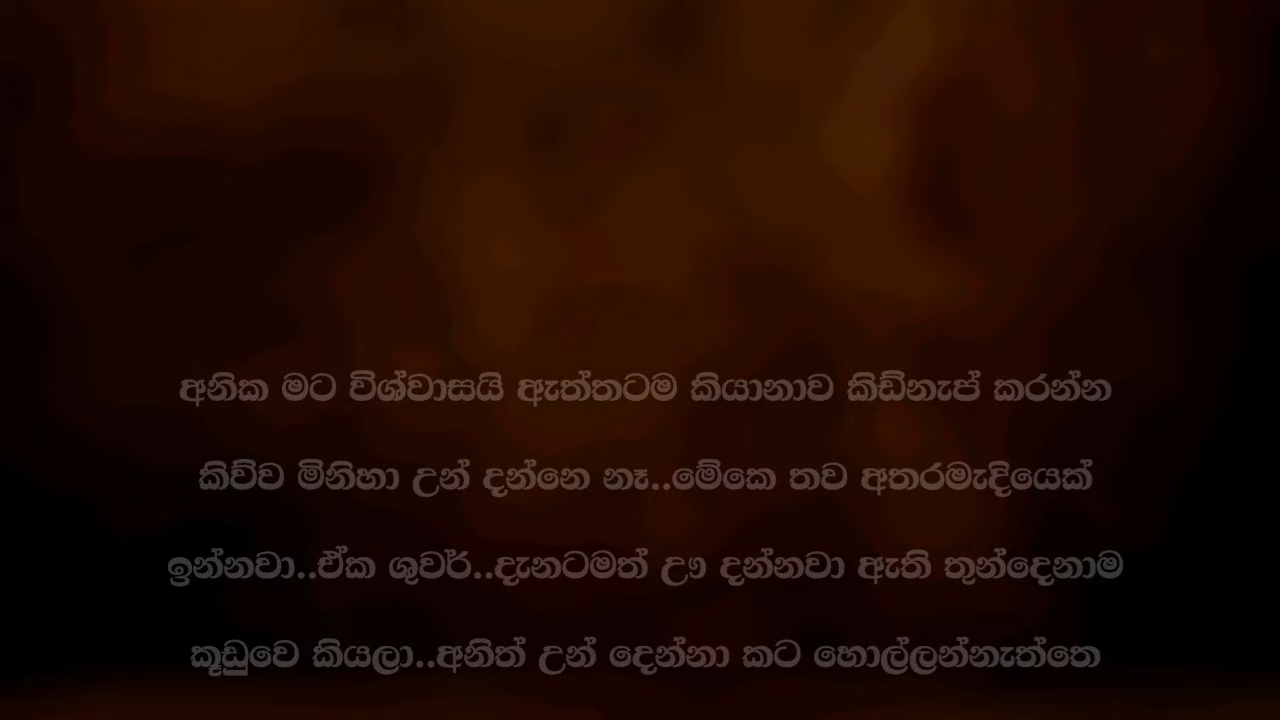 අනික මට විශ්වාසයි ඇත්තටම කියානාව කිඩ්නැප් කරන්න
කිව්ව මිනිහා උන් දන්නෙ නෑ..මේකෙ තව අතරමැදියෙක්
ඉන්නවා..ඒක ශුවර්..දැනටමත් ඌ දන්නවා ඇති තුන්දෙනාම
කූඩුවෙ කියලා..අනිත් උන් දෙන්නා කට හොල්ලන්නැත්තෙ